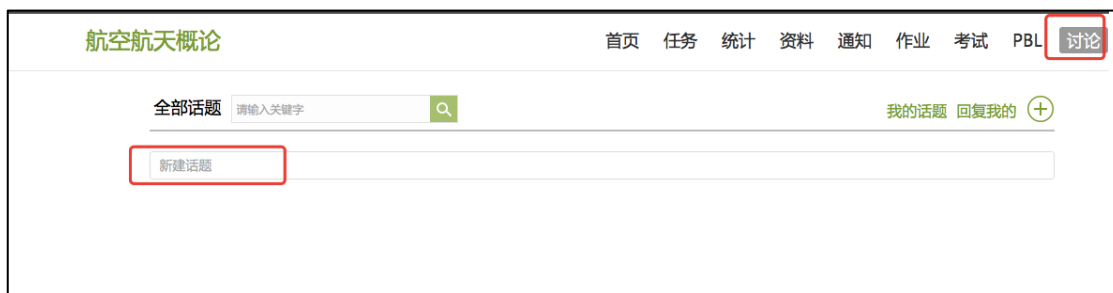 航空航天概论 首页 任务 统计 资料 通知 作业 考试 PBL 讨论
全部话题 请输入关键字 我的话题 回复我的
新建话题